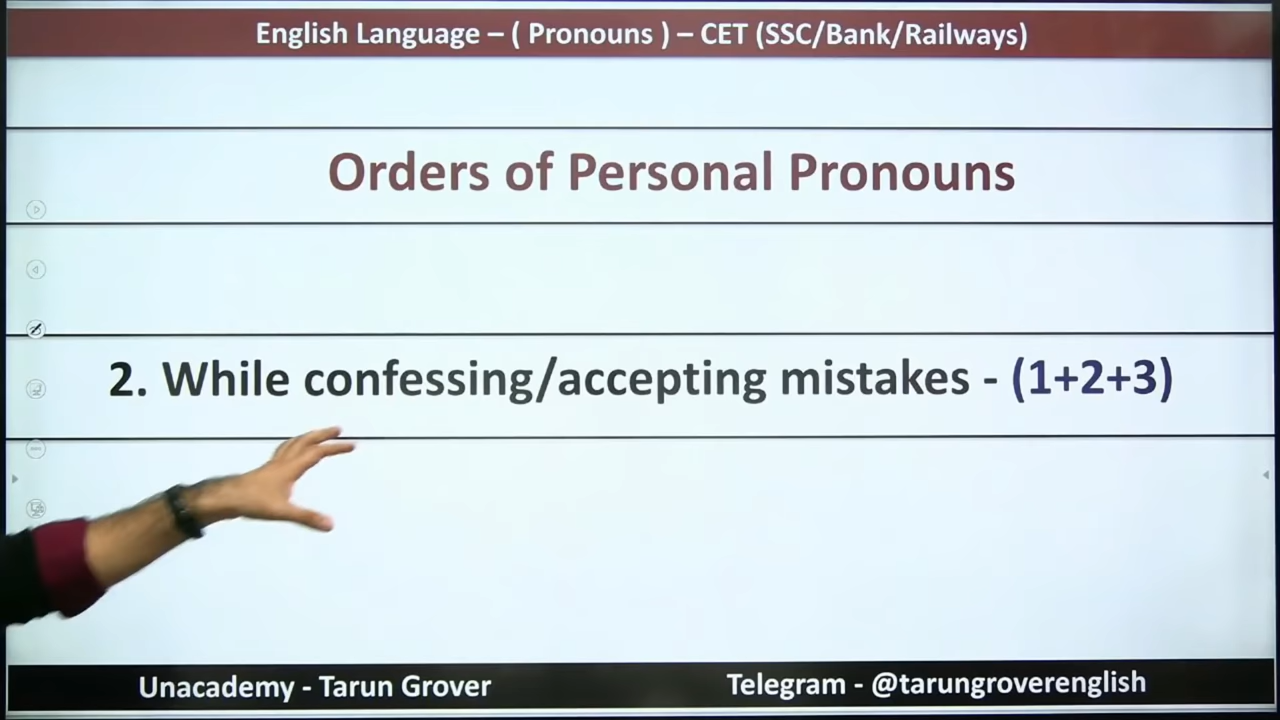 English Language – ( Pronouns ) – CET (SSC/Bank/Railways)
Orders of Personal Pronouns
2. While confessing/accepting mistakes - (1+2+3)
Unacademy - Tarun Grover
Telegram - @tarungroverenglish